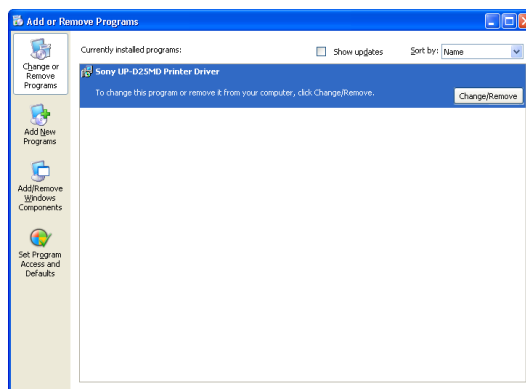 Add or Remove Programs
Change or
Remove
Programs
Add New
Programs
Add/Remove
Windows
Components
Set Program
Access and
Defaults
Currently installed programs:
Show updates
Sort by:
Name
Sony UP-D25MD Printer Driver
To change this program or remove it from your computer, click Change/Remove.
Change/Remove